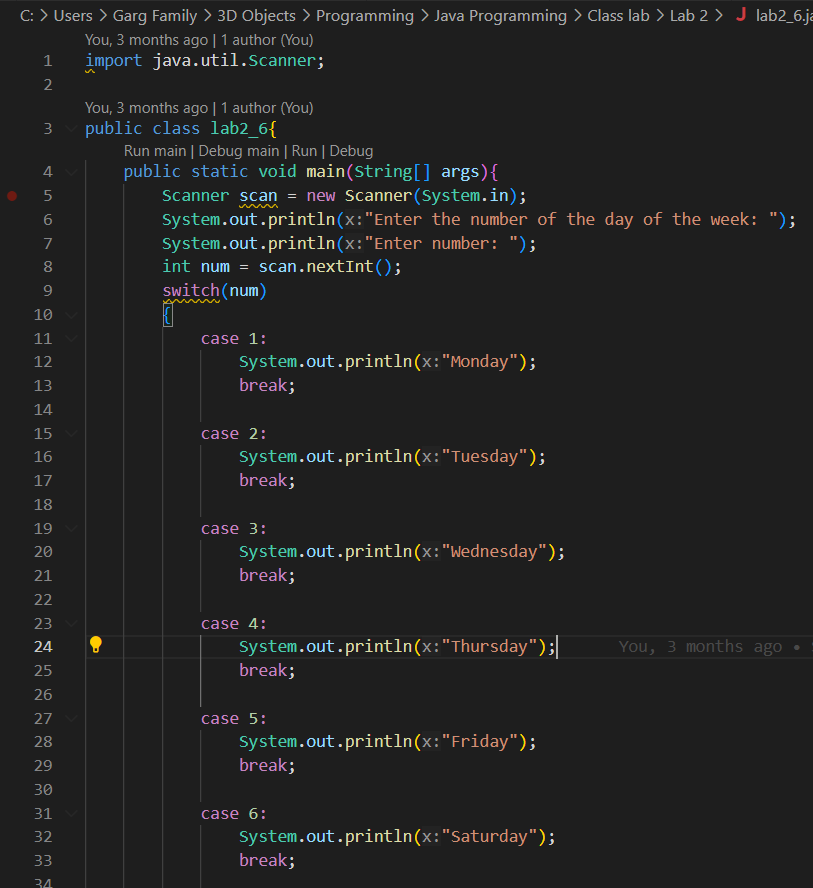 C: > Users > Garg Family > 3D Objects > Programming > Java Programming > Class lab > Lab 2 > J lab2_6.ja
You, 3 months ago | 1 author (You)
1 import java.util.Scanner;
2
You, 3 months ago | 1 author (You)
3 public class lab2_6{
Run main | Debug main | Run | Debug
4 public static void main(String[] args){
5 Scanner scan = new Scanner(System.in);
6 System.out.println(x:"Enter the number of the day of the week: ");
7 System.out.println(x:"Enter number: ");
8 int num = scan.nextInt();
9 switch(num)
10 {
11 case 1:
12 System.out.println(x:"Monday");
13 break;
14
15 case 2:
16 System.out.println(x:"Tuesday");
17 break;
18
19 case 3:
20 System.out.println(x:"Wednesday");
21 break;
22
23 case 4:
24 System.out.println(x:"Thursday"); You, 3 months ago •
25 break;
26
27 case 5:
28 System.out.println(x:"Friday");
29 break;
30
31 case 6:
32 System.out.println(x:"Saturday");
33 break;
34